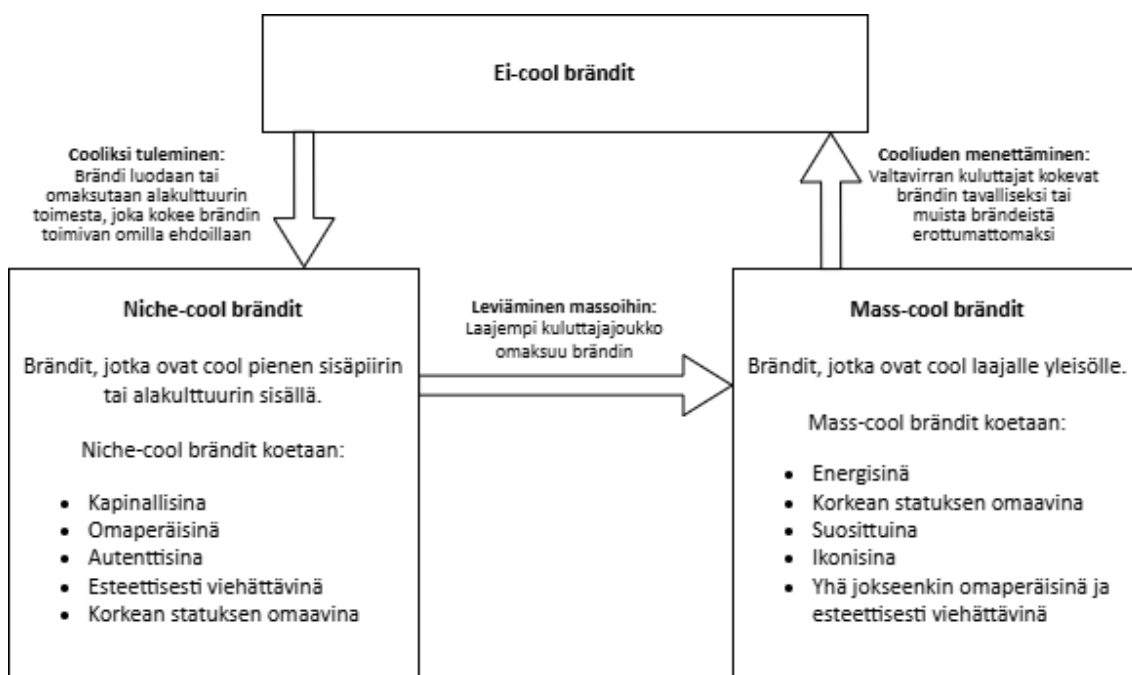 Ei-cool brändit
Cooliksi tuleminen:
Brändi luodaan tai
omaksutaan alakulttuurin
toimesta, joka kokee brändin
toimivan omilla ehdoillaan
Cooliuden menettäminen:
Valtavirran kuluttajat kokevat
brändin tavalliseksi tai
muista brändeistä
erottumattomaksi
Niche-cool brändit
Brändit, jotka ovat cool pienen sisäpiirin
tai alakulttuurin sisällä.
Niche-cool brändit koetaan:
• Kapinallisina
• Omaperäisinä
• Autenttisina
• Esteettisesti viehättävinä
• Korkean statuksen omaavina
Leviäminen massoihin:
Laajempi kuluttajajoukko
omaksuu brändin
Mass-cool brändit
Brändit, jotka ovat cool laajalle yleisölle.
Mass-cool brändit koetaan:
• Energisinä
• Korkean statuksen omaavina
• Suosittuina
• Ikonisina
• Yhä jokseenkin omaperäisinä ja
esteettisesti viehättävinä